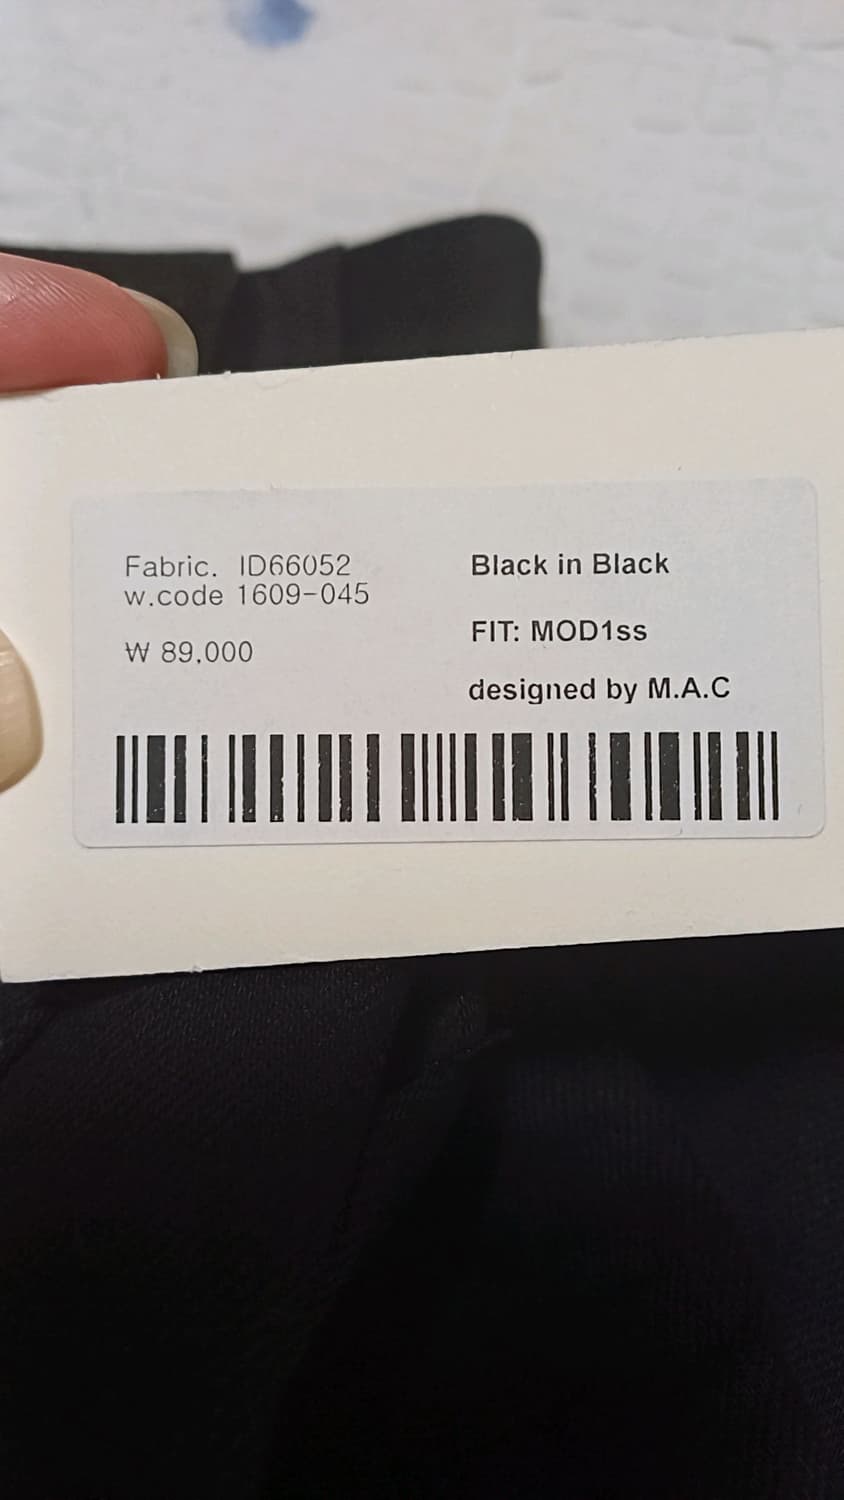 Fabric. ID66052
w.code 1609-045
₩ 89,000
Black in Black
FIT: MOD1ss
designed by M.A.C